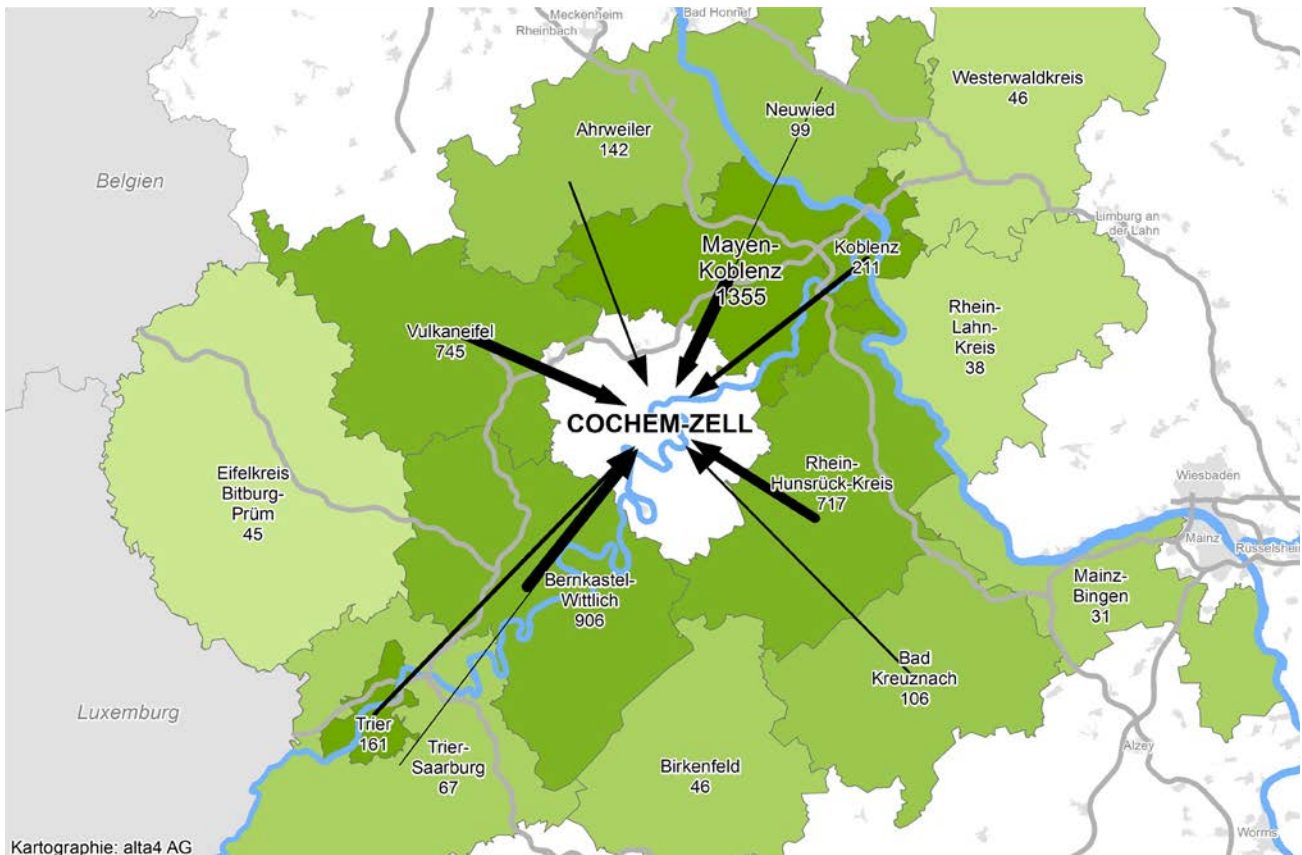 Meckenheim
Rheinbach
Bad Honnef
Westerwaldkreis
46
Neuwied
99
Ahrweiler
142
Belgien
Limburg an
der Lahn
Mayen-
Koblenz
1355
Koblenz
211
Rhein-
Lahn-
Kreis
38
Vulkaneifel
745
COCHEM-ZELL
Eifelkreis
Bitburg-
Prüm
45
Rhein-
Hunsrück-Kreis
717
Wiesbaden
Mainz
Rüsselsheim
Bernkastel-
Wittlich
906
Mainz-
Bingen
31
Bad
Kreuznach
106
Luxemburg
Trier
161
Trier-
Saarburg
67
Birkenfeld
46
Alzey
Worms
Kartographie: alta4 AG